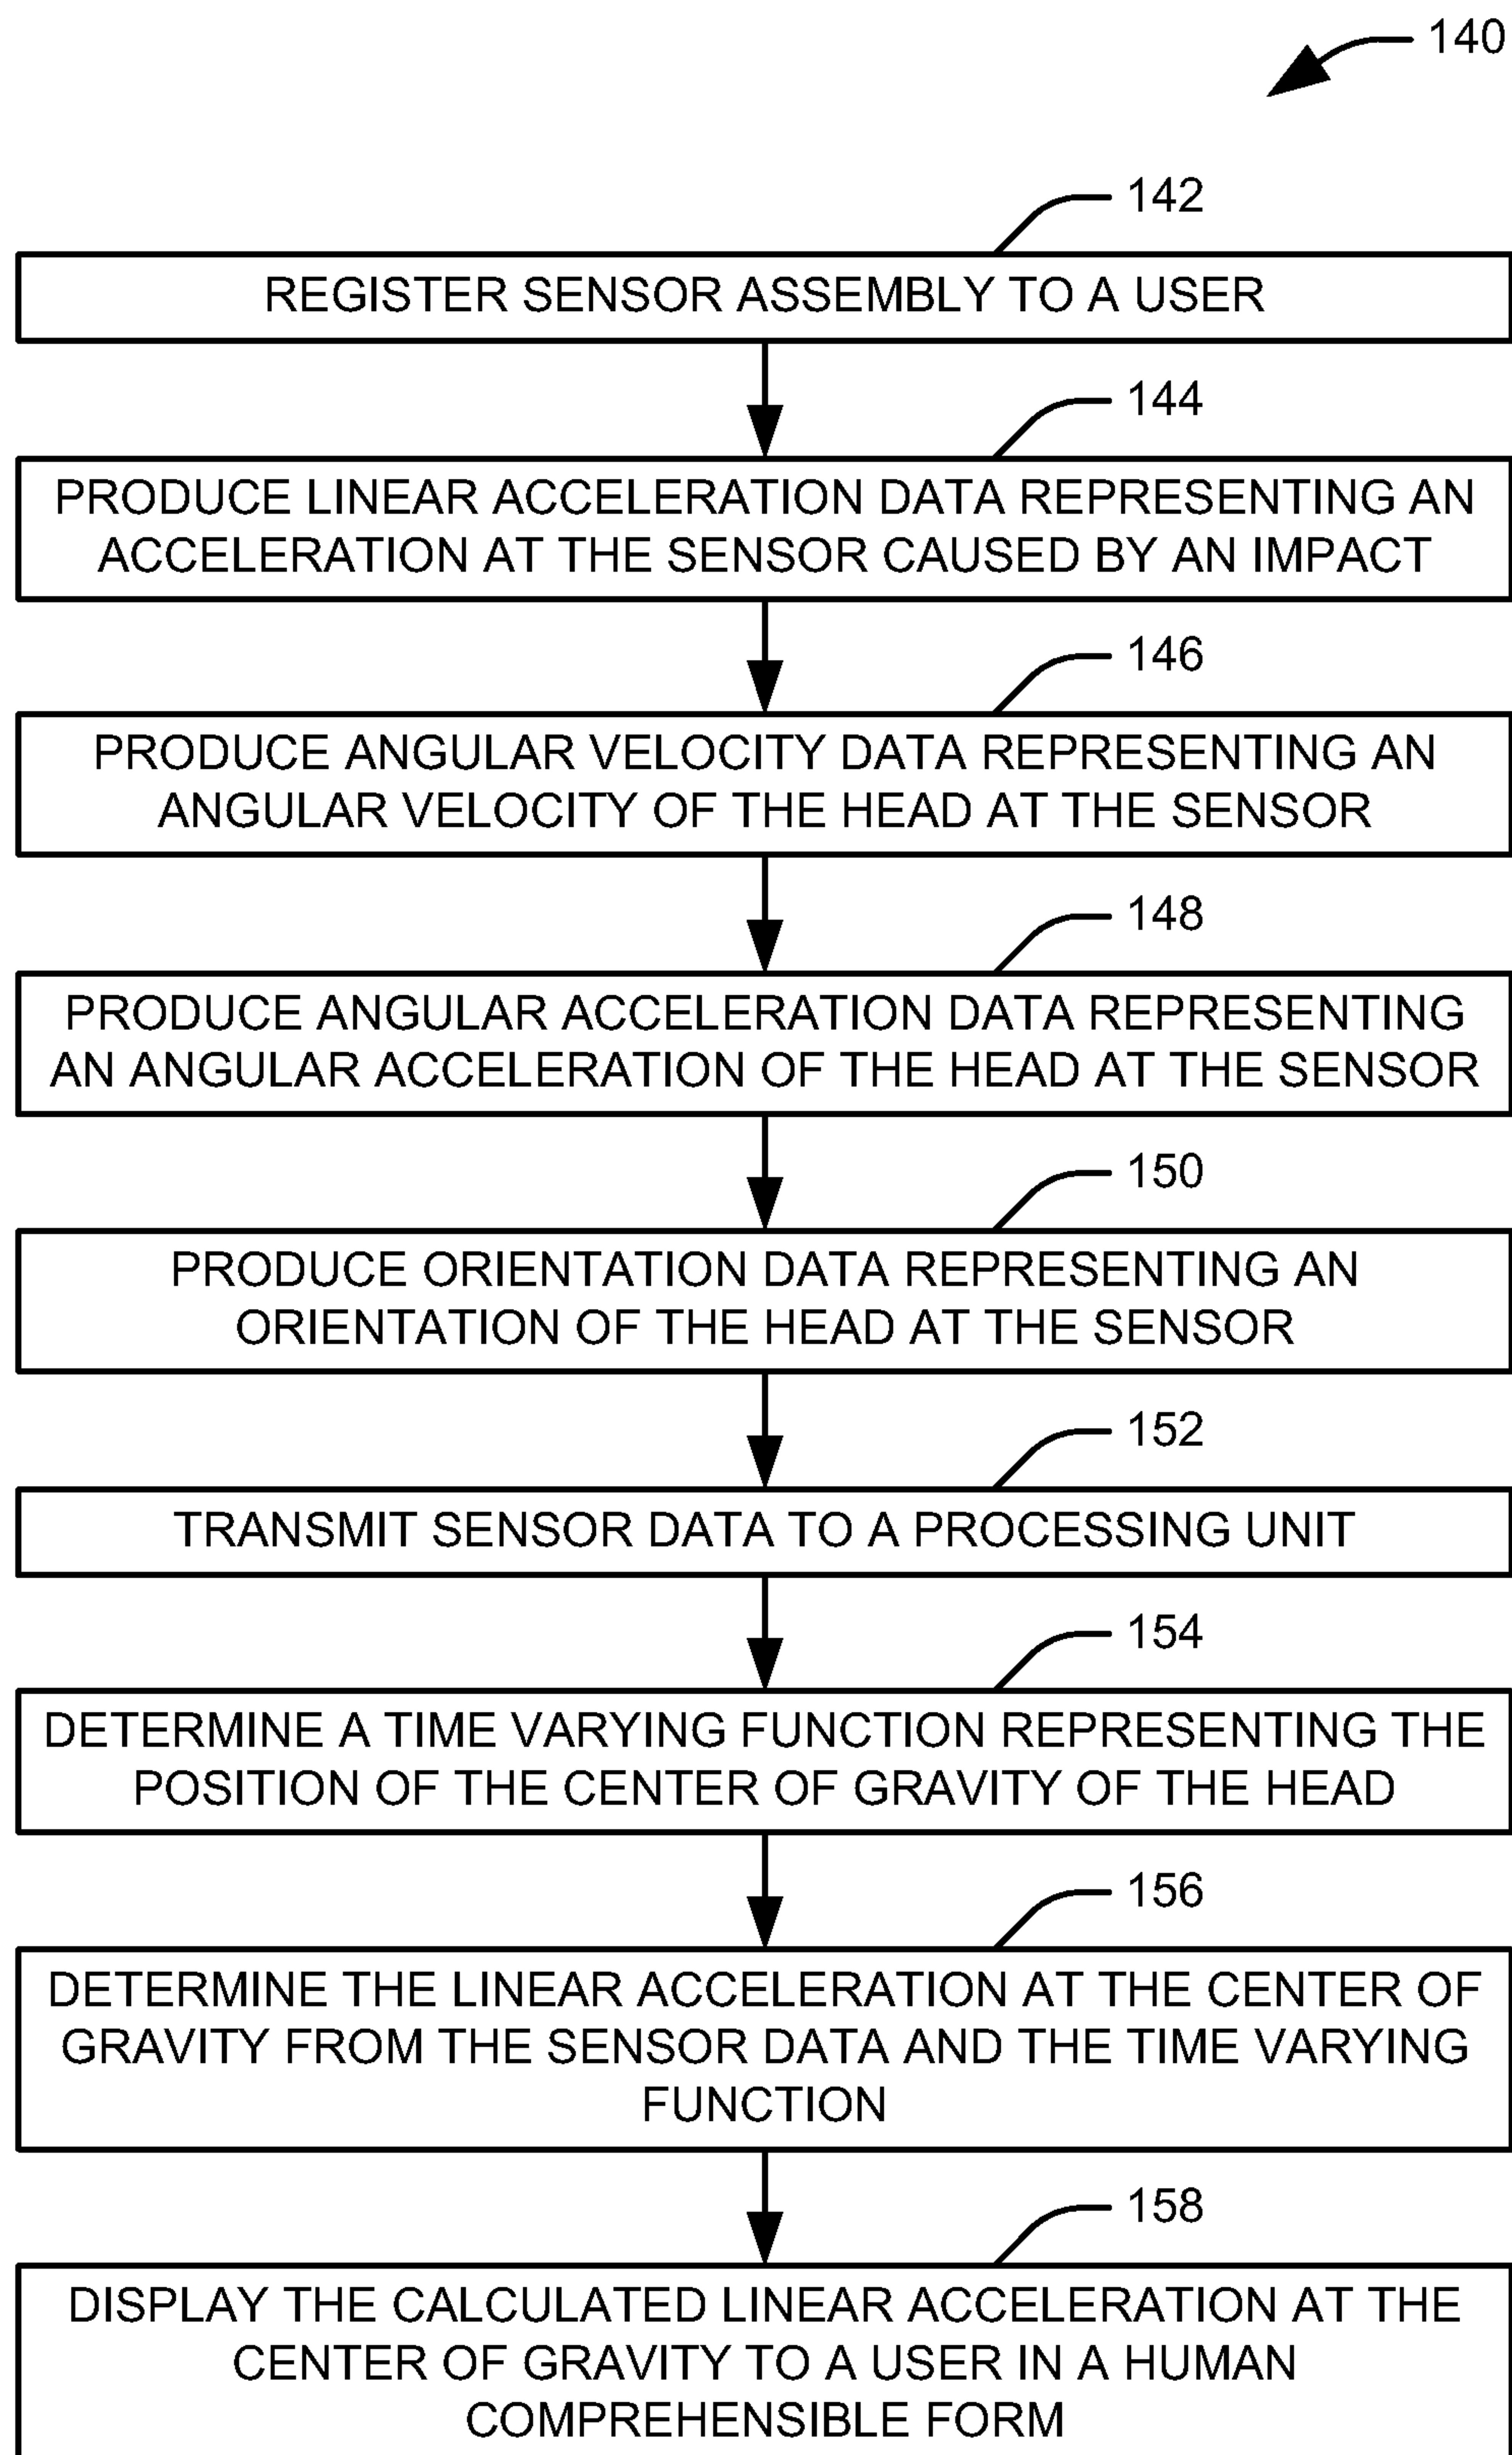 140
142
REGISTER SENSOR ASSEMBLY TO A USER
144
PRODUCE LINEAR ACCELERATION DATA REPRESENTING AN
ACCELERATION AT THE SENSOR CAUSED BY AN IMPACT
146
PRODUCE ANGULAR VELOCITY DATA REPRESENTING AN
ANGULAR VELOCITY OF THE HEAD AT THE SENSOR
148
PRODUCE ANGULAR ACCELERATION DATA REPRESENTING
AN ANGULAR ACCELERATION OF THE HEAD AT THE SENSOR
150
PRODUCE ORIENTATION DATA REPRESENTING AN
ORIENTATION OF THE HEAD AT THE SENSOR
152
TRANSMIT SENSOR DATA TO A PROCESSING UNIT
154
DETERMINE A TIME VARYING FUNCTION REPRESENTING THE
POSITION OF THE CENTER OF GRAVITY OF THE HEAD
156
DETERMINE THE LINEAR ACCELERATION AT THE CENTER OF
GRAVITY FROM THE SENSOR DATA AND THE TIME VARYING
FUNCTION
158
DISPLAY THE CALCULATED LINEAR ACCELERATION AT THE
CENTER OF GRAVITY TO A USER IN A HUMAN
COMPREHENSIBLE FORM